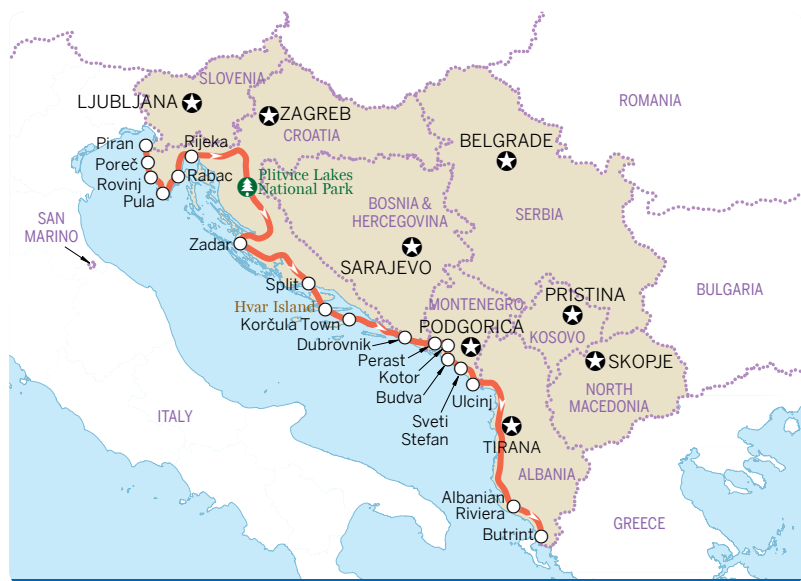 SLOVENIA
LJUBLJANA
ZAGREB
CROATIA
ROMANIA
Piran
Rijeka
BELGRADE
Poreč
Rovinj
Rabac
Pula
Plitvice Lakes
National Park
BOSNIA &
HERCEGOVINA
SERBIA
SAN
MARINO
Zadar
SARAJEVO
Split
Hvar Island
MONTENEGRO
PRISTINA
BULGARIA
Korčula Town
PODGORICA
KOSOVO
Dubrovnik
Perast
Kotor
Budva
SKOPJE
Ulcinj
NORTH
MACEDONIA
Sveti
Stefan
ITALY
TIRANA
ALBANIA
Albanian
Riviera
GREECE
Butrint